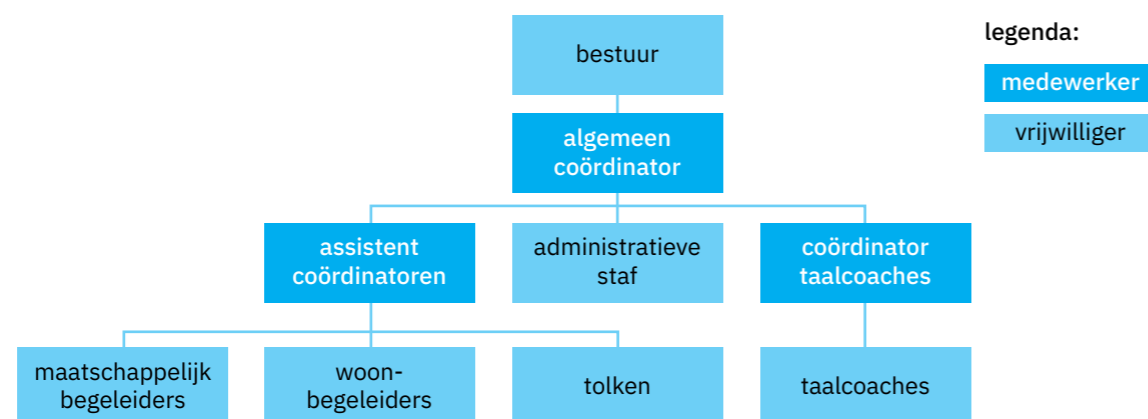 legenda:
medewerker
vrijwilliger
bestuur
algemeen
coördinator
assistent
coördinatoren
administratieve
staf
coördinator
taalcoaches
maatschappelijk
begeleiders
woon-
begeleiders
tolken
taalcoaches